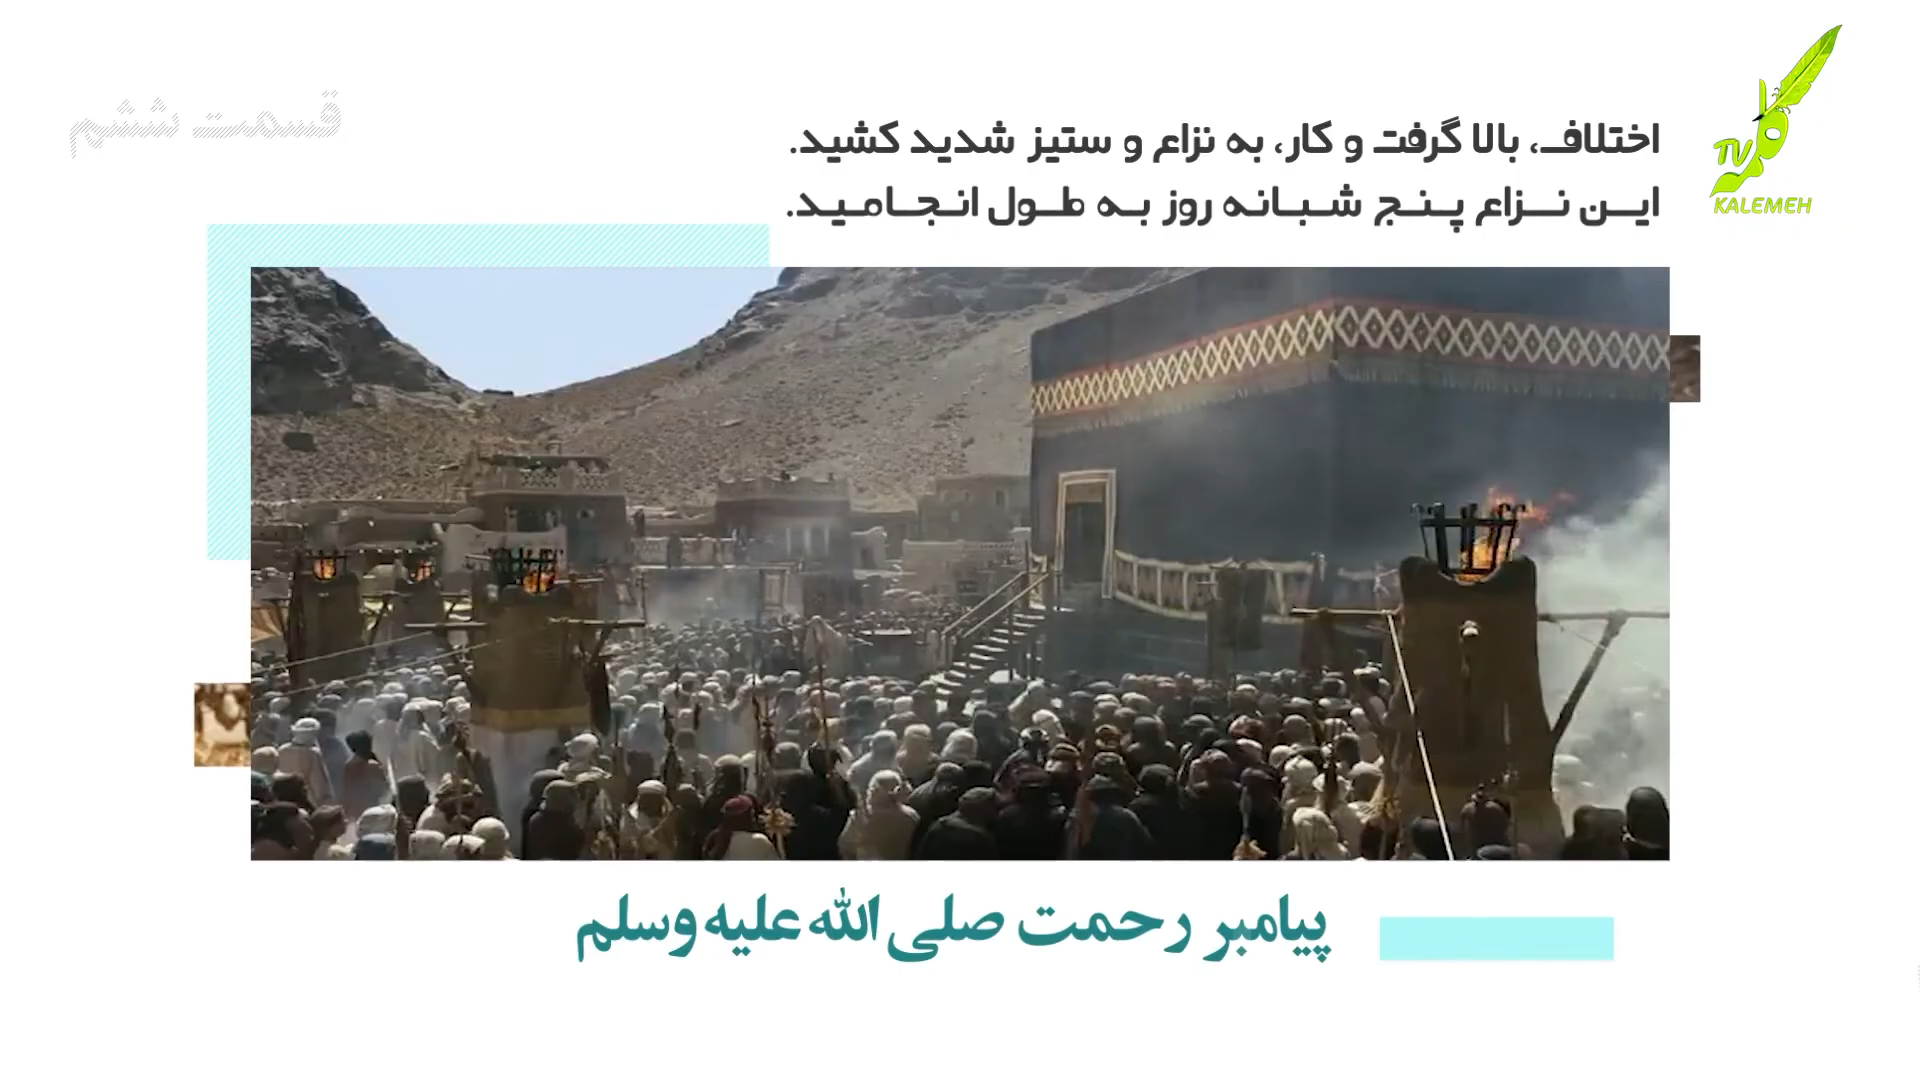 قسمت ششم
اختلاف، بالا گرفت و کار، به نزاع و ستیز شدید کشید.
این نزاع پنج شبانه روز به طول انجامید.
TV
KALEMEH
پیامبر رحمت صلی الله علیه وسلم